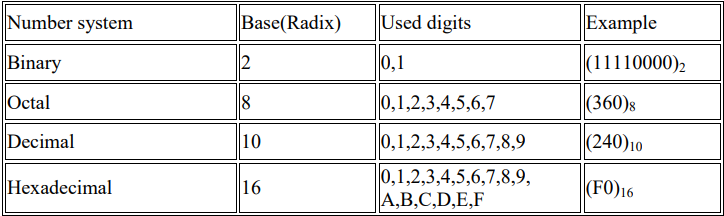 Number system Base(Radix) Used digits Example
Binary 2 0,1 (11110000)₂
Octal 8 0,1,2,3,4,5,6,7 (360)₈
Decimal 10 0,1,2,3,4,5,6,7,8,9 (240)₁₀
Hexadecimal 16 0,1,2,3,4,5,6,7,8,9,
A,B,C,D,E,F (F0)₁₆